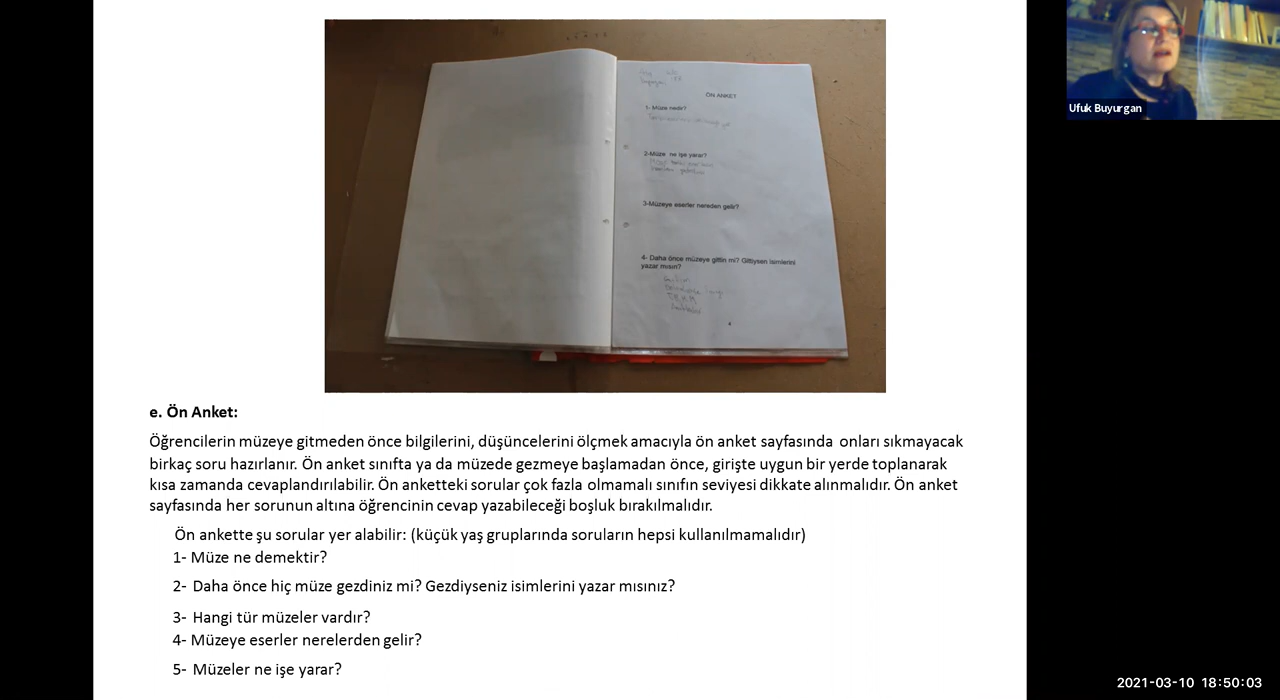 ÖN ANKET
1- Müze nedir?
2-Müze ne işe yarar?
3-Müzeye eserler nereden gelir?
4- Daha önce müzeye gittin mi? Gittiysen isimlerini
yazar mısın?
Ufuk Buyurgan
e. Ön Anket:
Öğrencilerin müzeye gitmeden önce bilgilerini, düşüncelerini ölçmek amacıyla ön anket sayfasında onları sıkmayacak
birkaç soru hazırlanır. Ön anket sınıfta ya da müzede gezmeye başlamadan önce, girişte uygun bir yerde toplanarak
kısa zamanda cevaplandırılabilir. Ön anketteki sorular çok fazla olmamalı sınıfın seviyesi dikkate alınmalıdır. Ön anket
sayfasında her sorunun altına öğrencinin cevap yazabileceği boşluk bırakılmalıdır.
Ön ankette şu sorular yer alabilir: (küçük yaş gruplarında soruların hepsi kullanılmamalıdır)
1- Müze ne demektir?
2- Daha önce hiç müze gezdiniz mi? Gezdiyseniz isimlerini yazar mısınız?
3- Hangi tür müzeler vardır?
4- Müzeye eserler nerelerden gelir?
5- Müzeler ne işe yarar?
2021-03-10 18:50:03